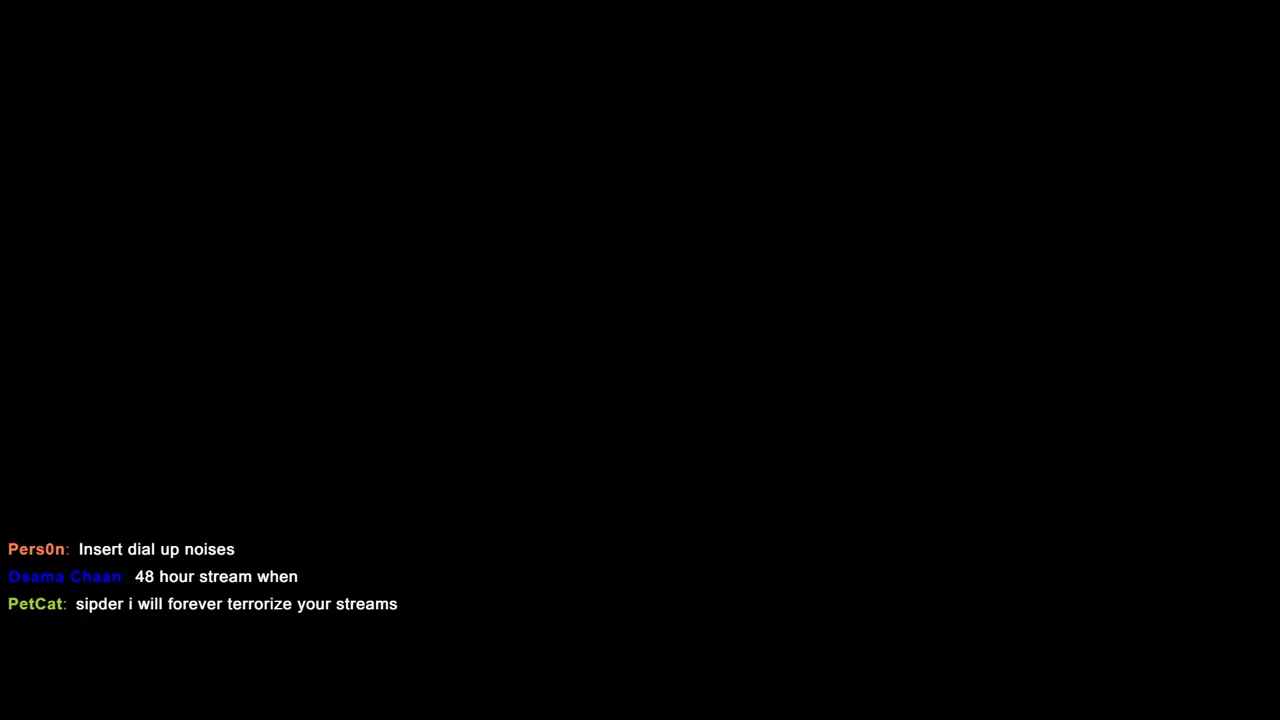 Pers0n: Insert dial up noises
Osama Chaan: 48 hour stream when
PetCat: sipder i will forever terrorize your streams